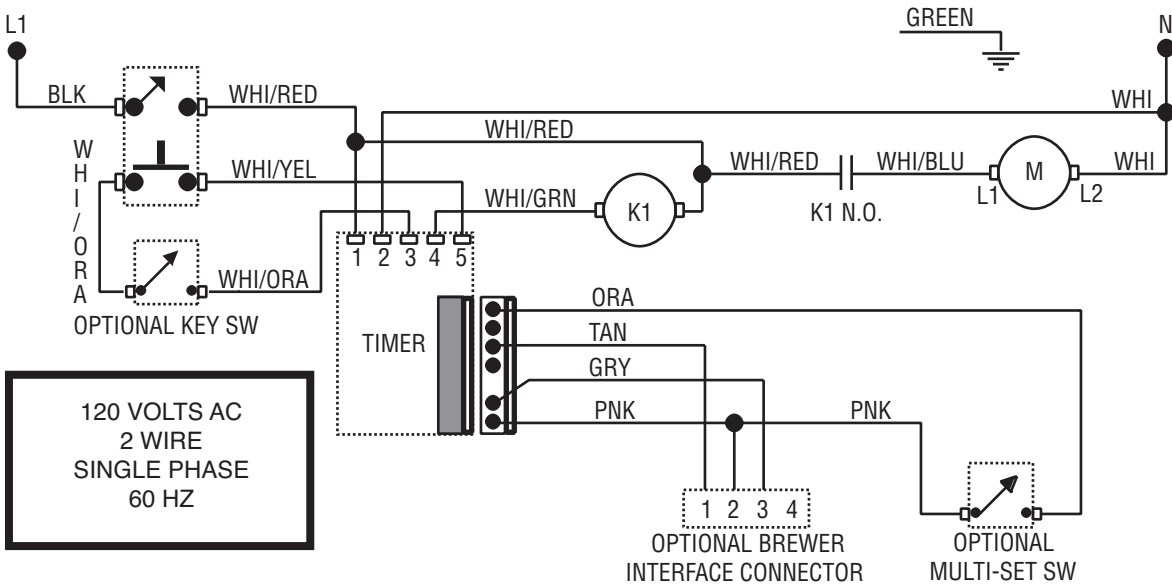 L1
GREEN
N
BLK
WHI/RED
WHI
WHI/RED
WHI/ORA
WHI/YEL
WHI/RED
WHI/BLU
M
WHI
WHI/GRN
K1
K1 N.O.
L1
L2
1 2 3 4 5
WHI/ORA
OPTIONAL KEY SW
TIMER
ORA
TAN
GRY
PNK
PNK
120 VOLTS AC
2 WIRE
SINGLE PHASE
60 HZ
1 2 3 4
OPTIONAL BREWER
INTERFACE CONNECTOR
OPTIONAL
MULTI-SET SW